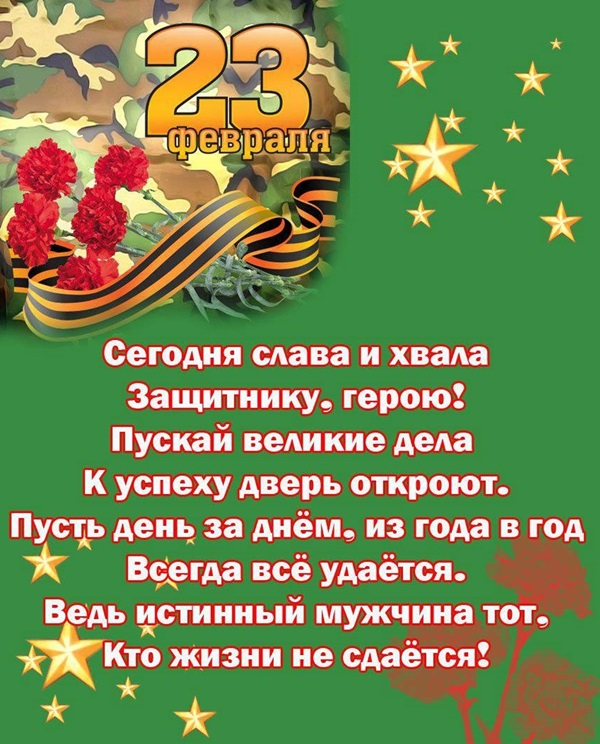 23
февраля
Сегодня слава и хвала
Защитнику, герою!
Пускай великие дела
К успеху дверь откроют.
Пусть день за днём, из года в год
Всегда всё удаётся.
Ведь истинный мужчина тот,
Кто жизни не сдаётся!